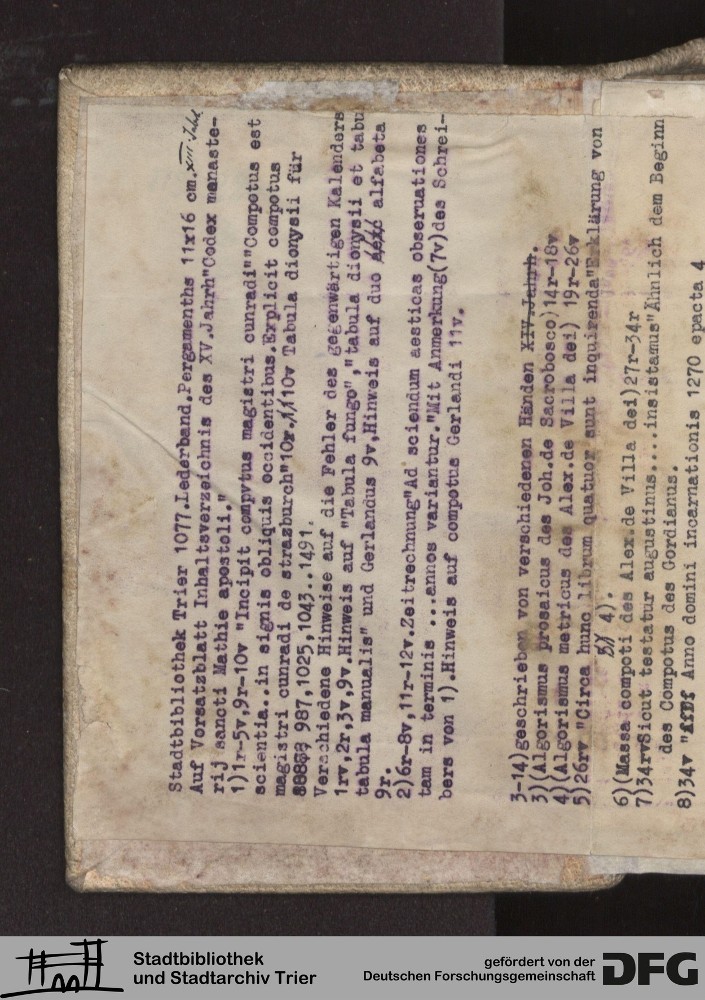 Stadtbibliothek Trier 1077.Lederband.Pergamenths 11x16 cm. XIII Jahrh
Auf Vorsatzblatt Inhaltsverzeichnis des XV.Jahrh"Codex monaste-
rij sancti Mathie apostoli."
1)1r-5v,9r-10v "Incipit compvtus magistri cunradi""Compotus est
scientia..in signis obliquis occidentibus.Explicit compotus
magistri cunradi de strazburch"10r.10v Tabula dionysii für
987,1025,1043..1491.
Verschiedene Hinweise auf die Fehler des gegenwärtigen Kalenders
1rv,2r,3v,9v.Hinweis auf "Tabula fungo","tabula dionysii et tabu
tabula manualis" und Gerlandus 9v,Hinweis auf duo alfabeta
9r.
2)6r-8v,11r-12v.Zeitrechnung"Ad sciendum aesticas obseruationes
tam in terminis ...annos variantur."Mit Anmerkung(7v)des Schrei-
bers von 1).Hinweis auf compotus Gerlandi 11v.
3-14)geschrieben von verschiedenen Händen XIV.Jahrh.
3)(Algorismus prosaicus des Joh.de Sacrobosco)14r-18v
4)(Algorismus metricus des Alex.de Villa dei) 19r-26v
5)26rv "Circa hunc librum quatuor sunt inquirenda"Erklärung von
4).
6)(Massa compoti des Alex.de Villa dei)27r-34r
7)34rvSicut testatur augustinus....insistamus"Ähnlich dem Beginn
des Compotus des Gordianus.
8)34v " Anno domini incarnationis 1270 epacta 4
Stadtbibliothek
und Stadtarchiv Trier
gefördert von der
Deutschen Forschungsgemeinschaft
DFG